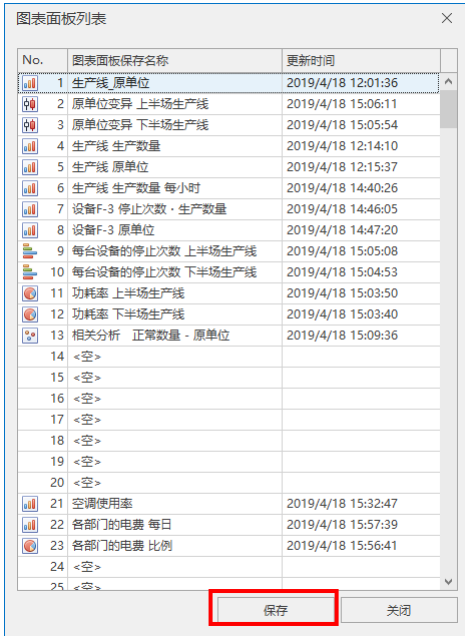 图表面板列表
No. 图表面板保存名称 更新时间
1 生产线_原单位 2019/4/18 12:01:36
2 原单位变异 上半场生产线 2019/4/18 15:06:11
3 原单位变异 下半场生产线 2019/4/18 15:05:54
4 生产线 生产数量 2019/4/18 12:14:10
5 生产线 原单位 2019/4/18 12:15:37
6 生产线 生产数量 每小时 2019/4/18 14:40:26
7 设备F-3 停止次数・生产数量 2019/4/18 14:46:05
8 设备F-3 原单位 2019/4/18 14:47:20
9 每台设备的停止次数 上半场生产线 2019/4/18 15:05:08
10 每台设备的停止次数 下半场生产线 2019/4/18 15:04:53
11 功耗率 上半场生产线 2019/4/18 15:03:50
12 功耗率 下半场生产线 2019/4/18 15:03:40
13 相关分析　正常数量 - 原单位 2019/4/18 15:09:36
14 <空>
15 <空>
16 <空>
17 <空>
18 <空>
19 <空>
20 <空>
21 空调使用率 2019/4/18 15:32:47
22 各部门的电费 每日 2019/4/18 15:57:39
23 各部门的电费 比例 2019/4/18 15:56:41
24 <空>
25 <空>
保存 关闭